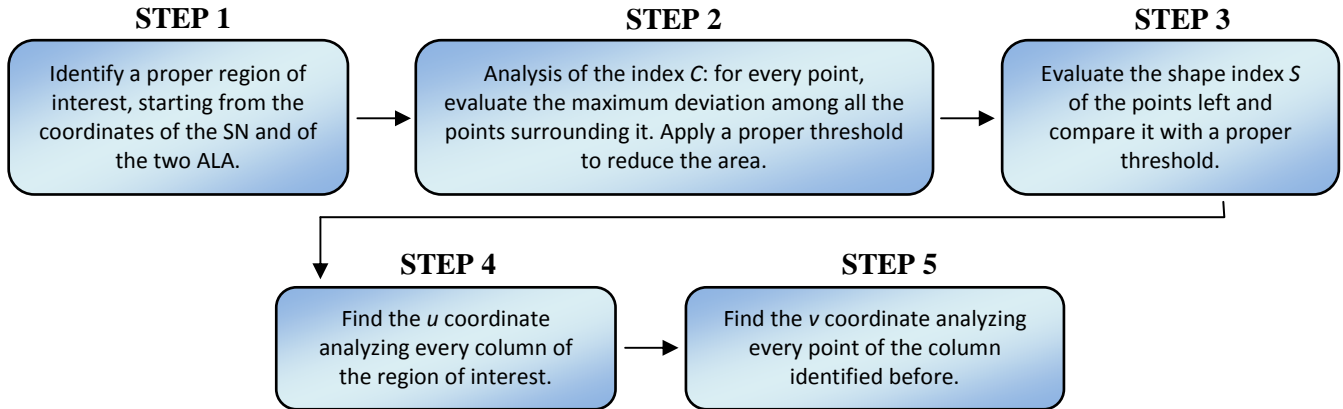 STEP 1
Identify a proper region of
interest, starting from the
coordinates of the SN and of
the two ALA.
STEP 2
Analysis of the index C: for every point,
evaluate the maximum deviation among all the
points surrounding it. Apply a proper threshold
to reduce the area.
STEP 3
Evaluate the shape index S
of the points left and
compare it with a proper
threshold.
STEP 4
Find the u coordinate
analyzing every column of
the region of interest.
STEP 5
Find the v coordinate analyzing
every point of the column
identified before.